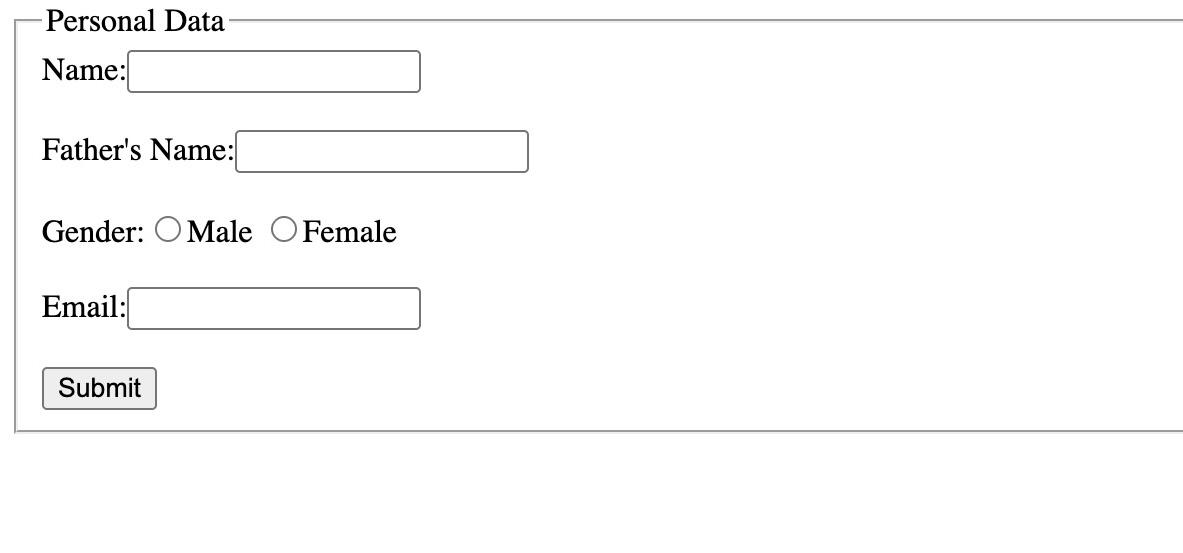 Personal Data
Name:
Father's Name:
Gender: Male Female
Email:
Submit